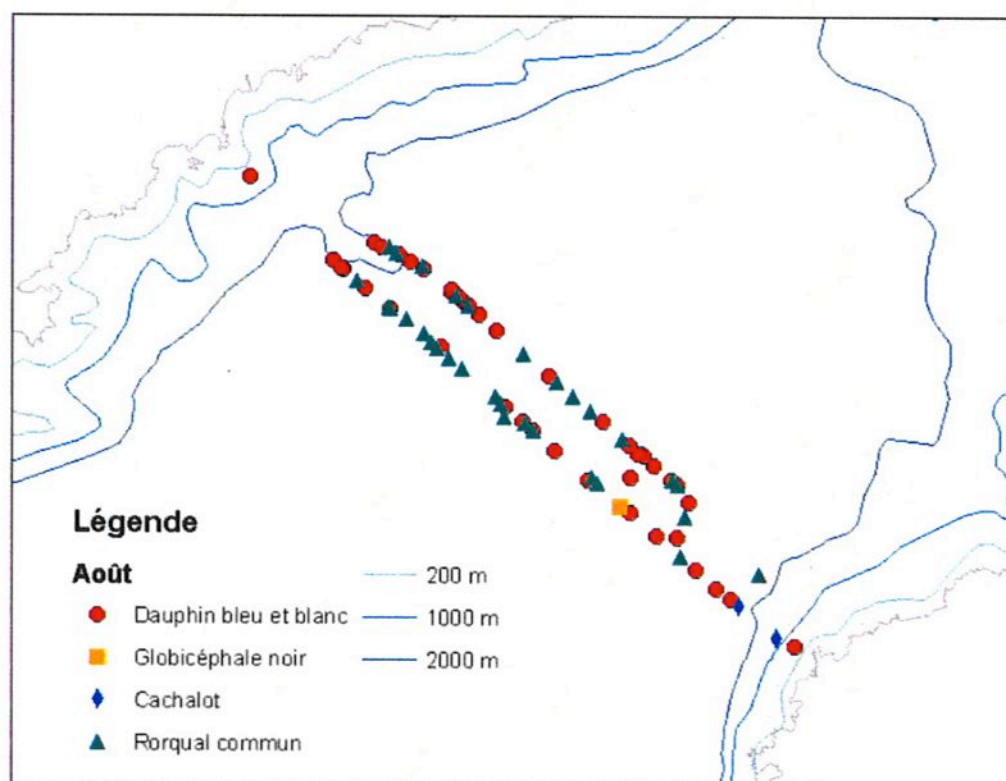 Légende
Août
Dauphin bleu et blanc
Globicéphale noir
Cachalot
Rorqual commun
200 m
1000 m
2000 m